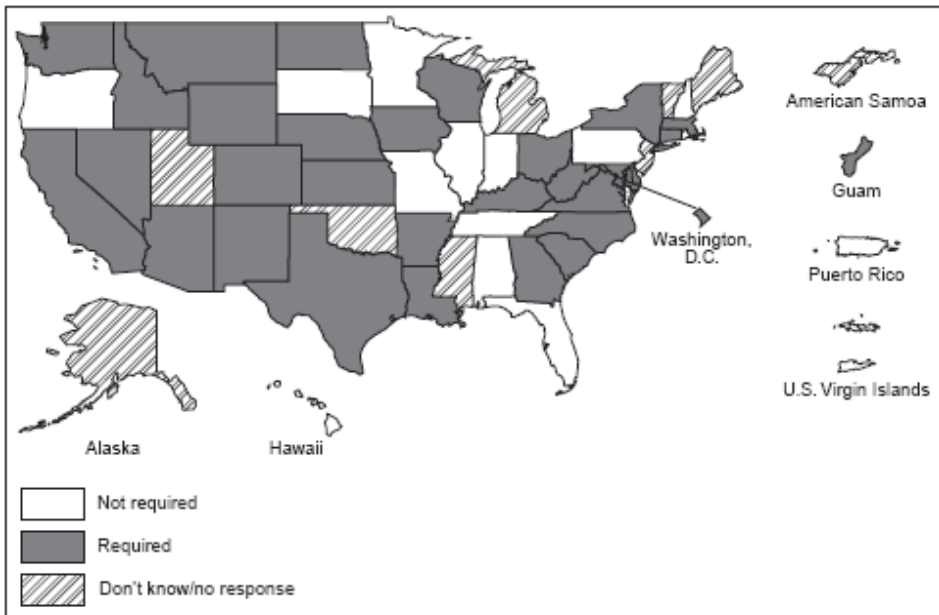 American Samoa
Guam
Washington,
D.C.
Puerto Rico
U.S. Virgin Islands
Alaska
Hawaii
Not required
Required
Don't know/no response